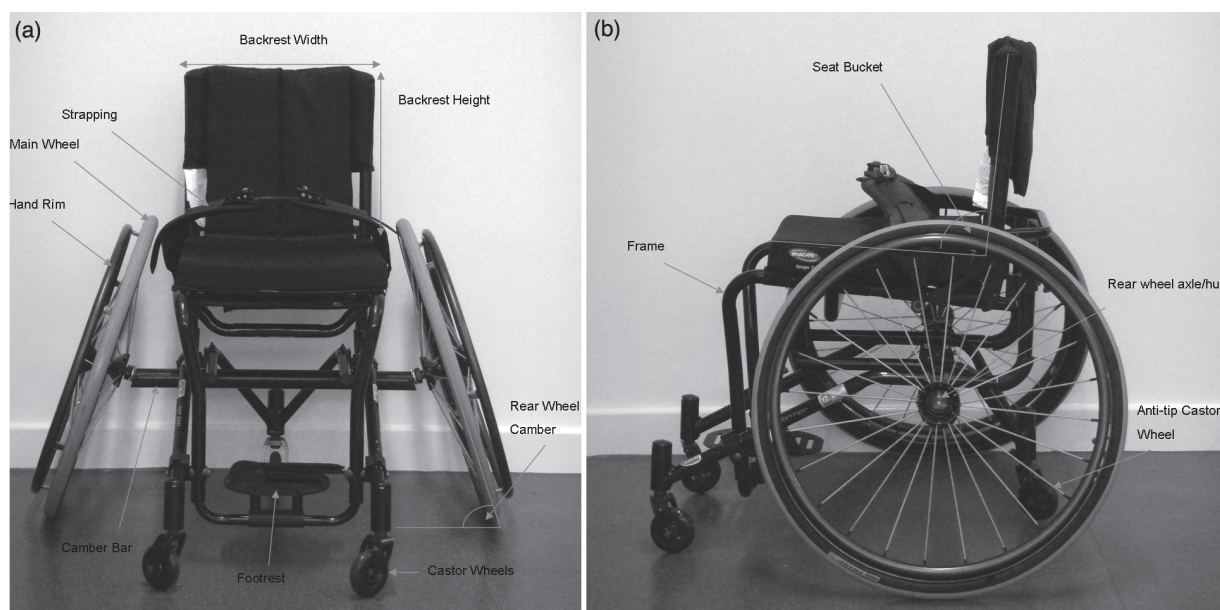 (a)
Backrest Width
Backrest Height
Strapping
Main Wheel
Hand Rim
Rear Wheel
Camber
Camber Bar
Footrest
Castor Wheels
(b)
Seat Bucket
Frame
Rear wheel axle/hu
Anti-tip Castor
Wheel